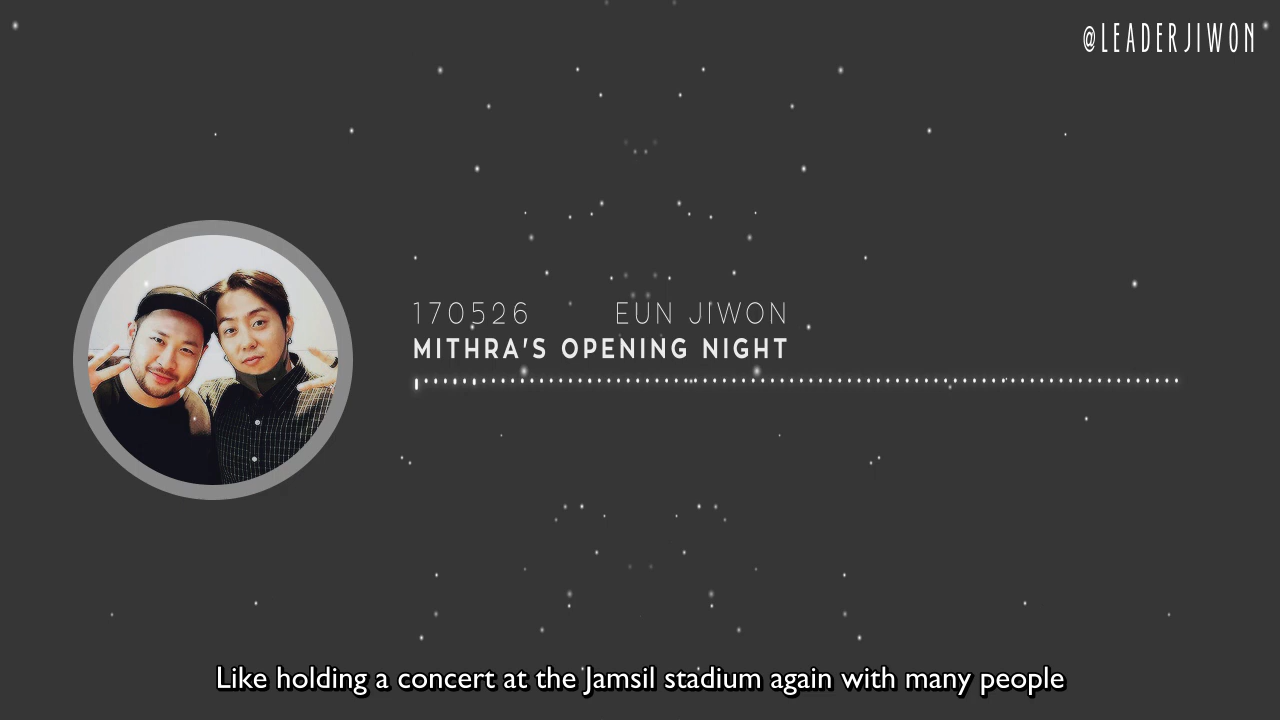 @LEADERJIWON
170526 EUN JIWON
MITHRA'S OPENING NIGHT
Like holding a concert at the Jamsil stadium again with many people